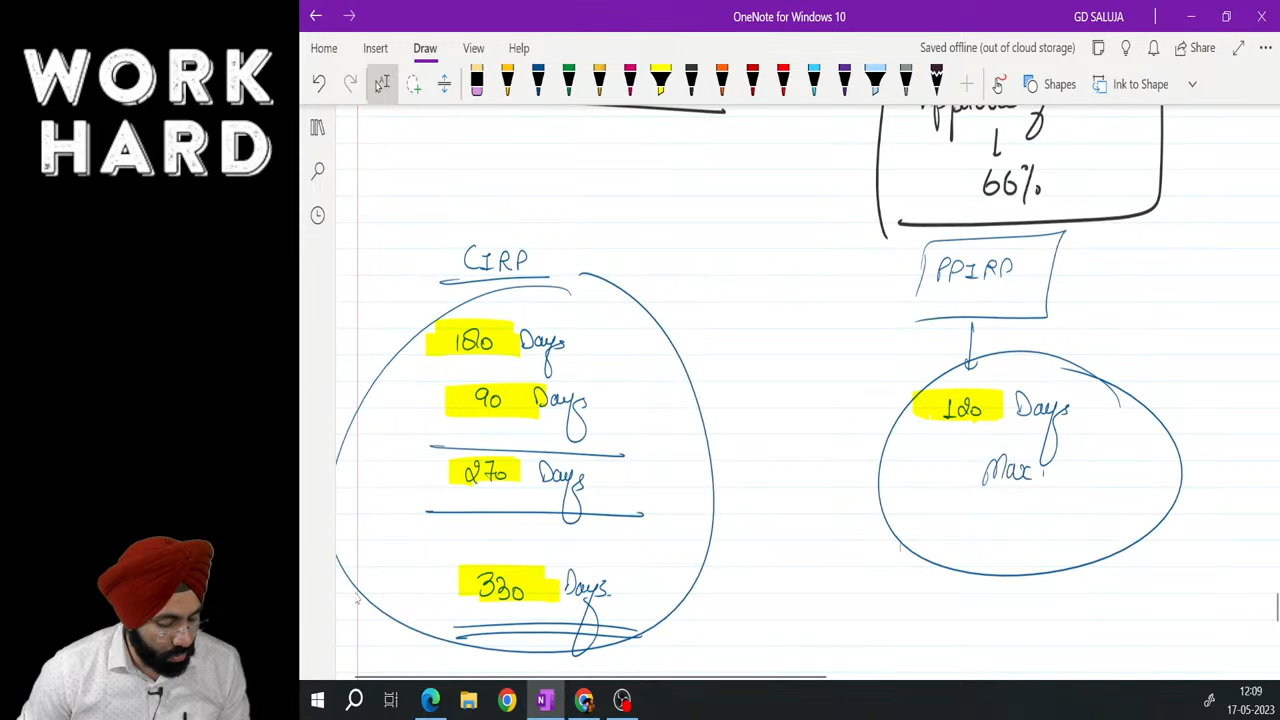 WORK
HARD
OneNote for Windows 10
GD SALUJA
Home
Insert
Draw
View
Help
Saved offline (out of cloud storage)
Share
Shapes
Ink to Shape
66%
CIRP
PPIRP
180 Days
90 Days
270 Days
330 Days.
120 Days
Max.
12:09
17-05-2023